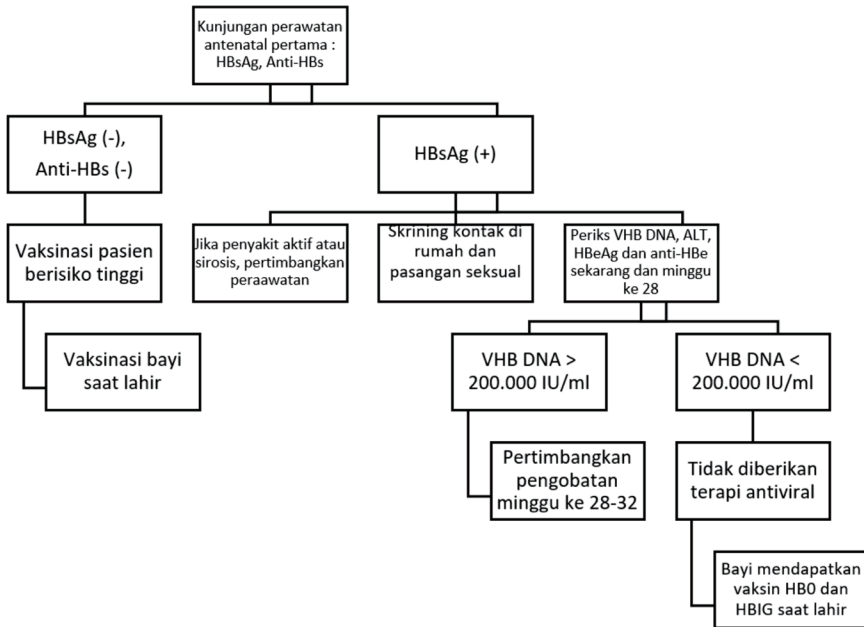 Kunjungan perawatan
antenatal pertama :
HBsAg, Anti-HBs
HBsAg (-),
Anti-HBs (-)
HBsAg (+)
Vaksinasi pasien
berisiko tinggi
Jika penyakit aktif atau
sirosis, pertimbangkan
peraawatan
Skrining kontak di
rumah dan
pasangan seksual
Periks VHB DNA, ALT,
HBeAg dan anti-HBe
sekarang dan minggu
ke 28
Vaksinasi bayi
saat lahir
VHB DNA >
200.000 IU/ml
VHB DNA <
200.000 IU/ml
Pertimbangkan
pengobatan
minggu ke 28-32
Tidak diberikan
terapi antiviral
Bayi mendapatkan
vaksin HB0 dan
HBIG saat lahir